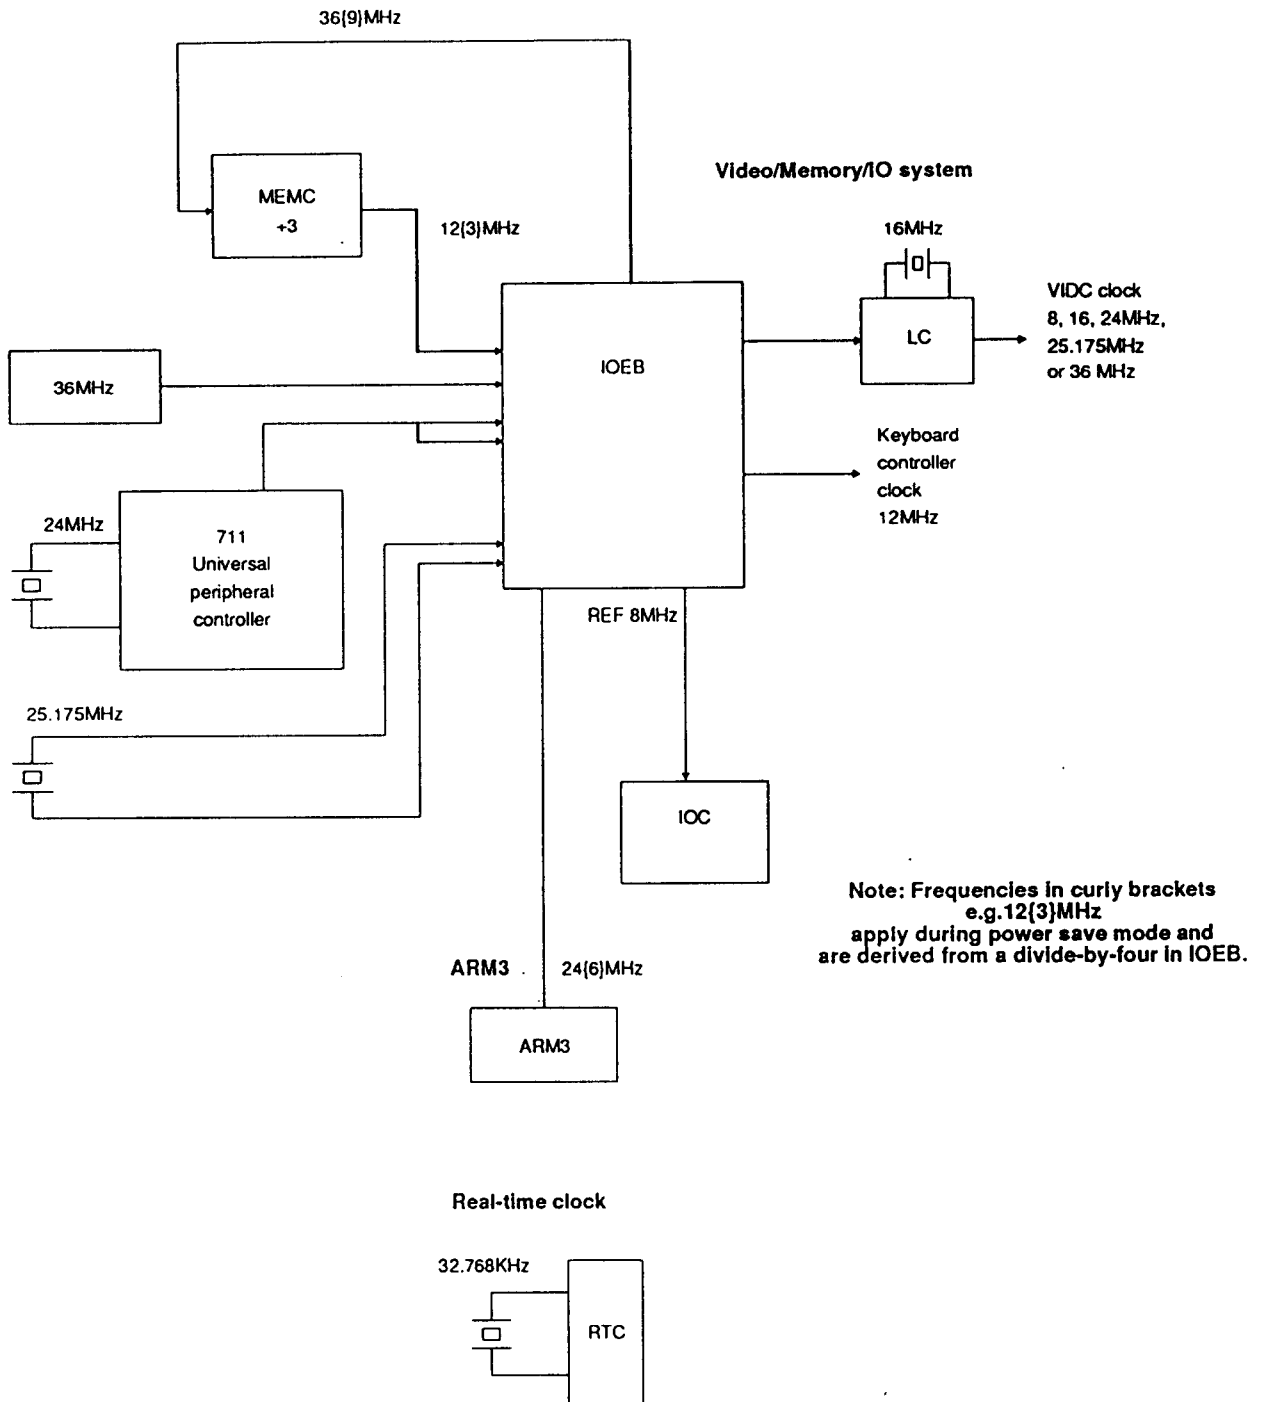 36{9}MHz
MEMC
÷3
12{3}MHz
Video/Memory/IO system
16MHz
LC
VIDC clock
8, 16, 24MHz,
25.175MHz
or 36 MHz
IOEB
36MHz
Keyboard
controller
clock
12MHz
24MHz
711
Universal
peripheral
controller
REF 8MHz
25.175MHz
IOC
Note: Frequencies in curly brackets
e.g.12{3}MHz
apply during power save mode and
are derived from a divide-by-four in IOEB.
ARM3
24{6}MHz
ARM3
Real-time clock
32.768KHz
RTC